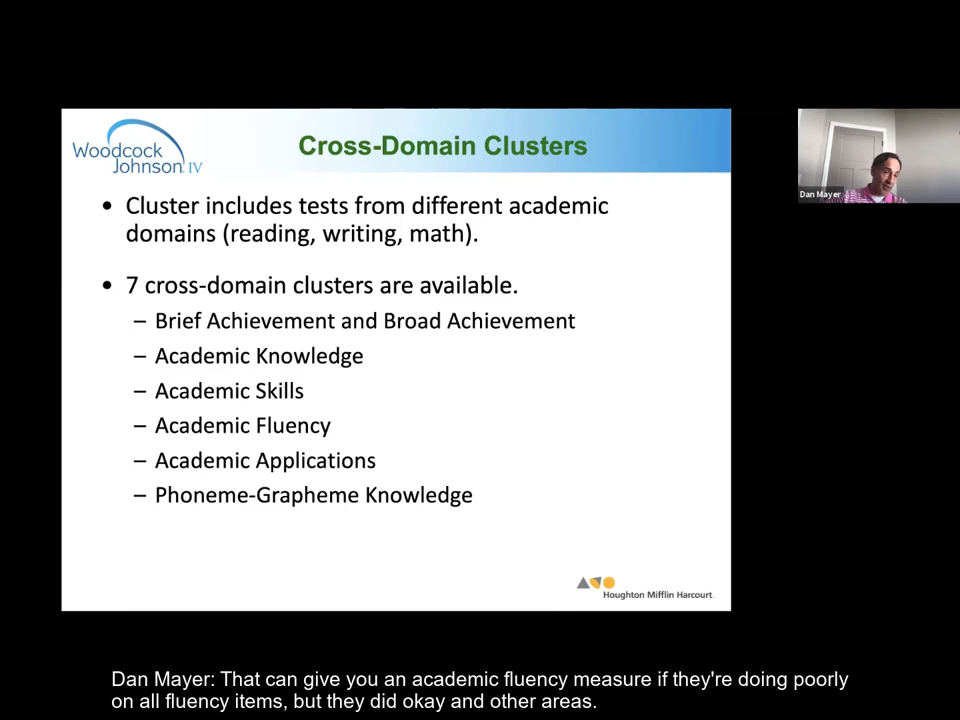 Woodcock
Johnson IV
Cross-Domain Clusters
• Cluster includes tests from different academic
domains (reading, writing, math).
• 7 cross-domain clusters are available.
– Brief Achievement and Broad Achievement
– Academic Knowledge
– Academic Skills
– Academic Fluency
– Academic Applications
– Phoneme-Grapheme Knowledge
Houghton Mifflin Harcourt.
Dan Mayer
Dan Mayer: That can give you an academic fluency measure if they're doing poorly
on all fluency items, but they did okay and other areas.